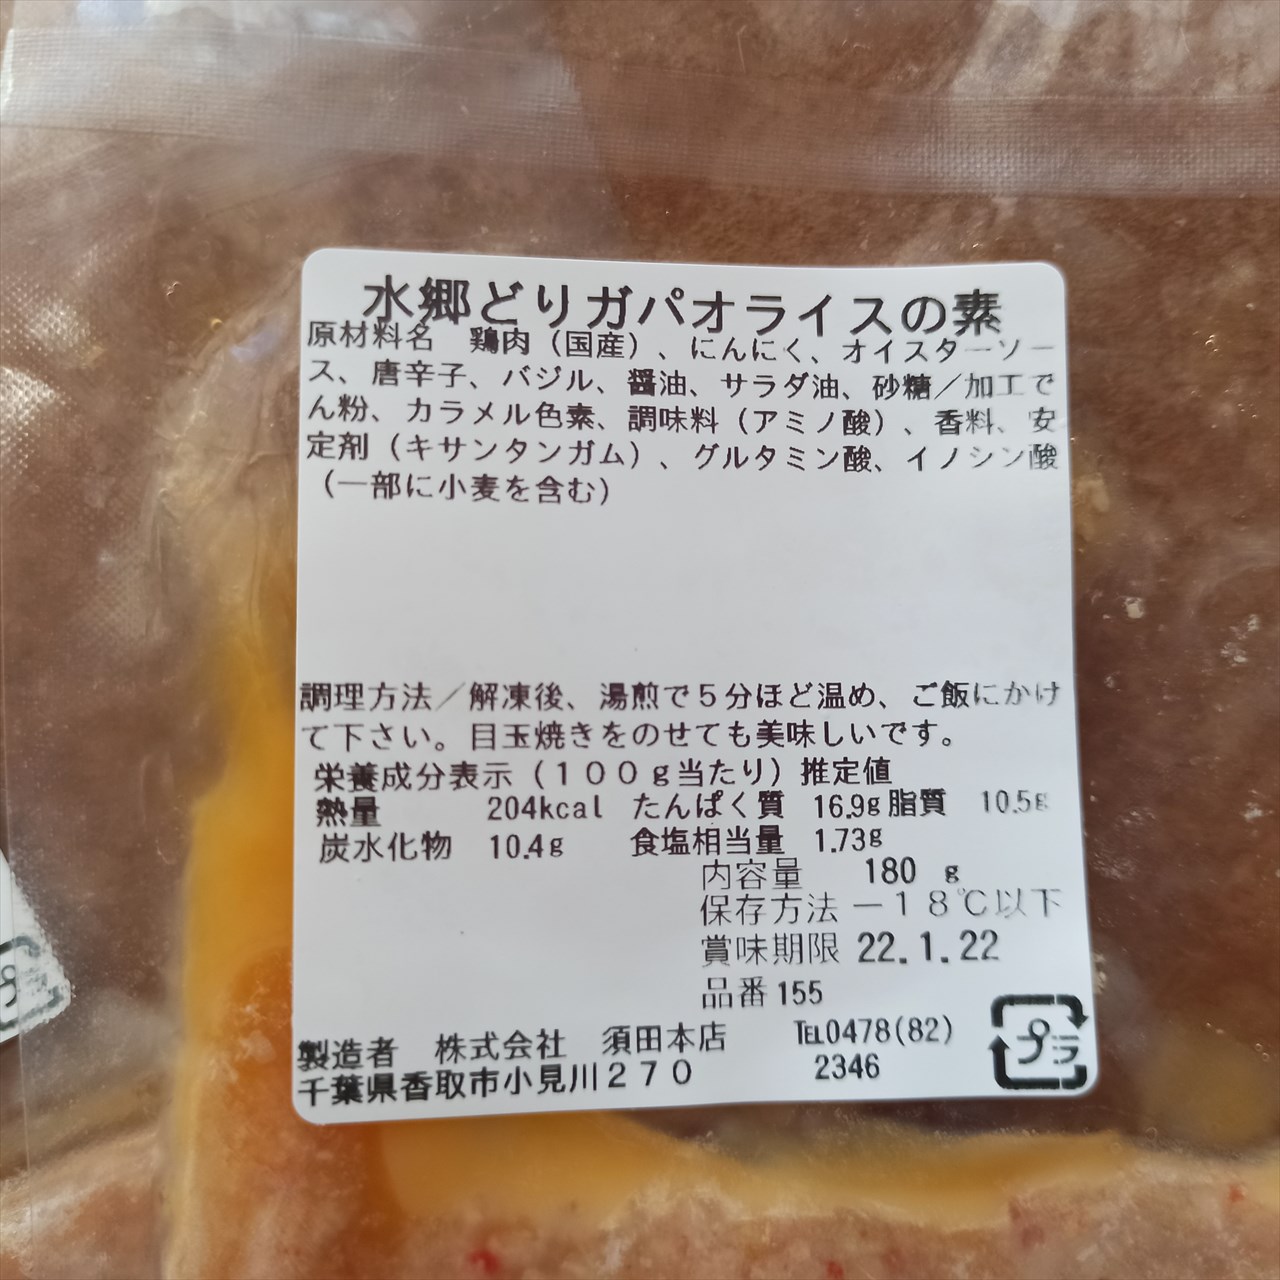 水郷どりガパオライスの素
原材料名　鶏肉（国産）、にんにく、オイスターソー
ス、唐辛子、バジル、醤油、サラダ油、砂糖／加工で
ん粉、カラメル色素、調味料（アミノ酸）、香料、安
定剤（キサンタンガム）、グルタミン酸、イノシン酸
（一部に小麦を含む）
調理方法／解凍後、湯煎で５分ほど温め、ご飯にかけ
て下さい。目玉焼きをのせても美味しいです。
栄養成分表示（１００ｇ当たり）推定値
熱量　204kcal　たんぱく質　16.9g 脂質　10.5g
炭水化物　10.4g　食塩相当量　1.73g
内容量　180 g
保存方法 －１８℃以下
賞味期限 22.1.22
品番 155
製造者　株式会社　須田本店　℡0478(82)
千葉県香取市小見川２７０　2346
プラ